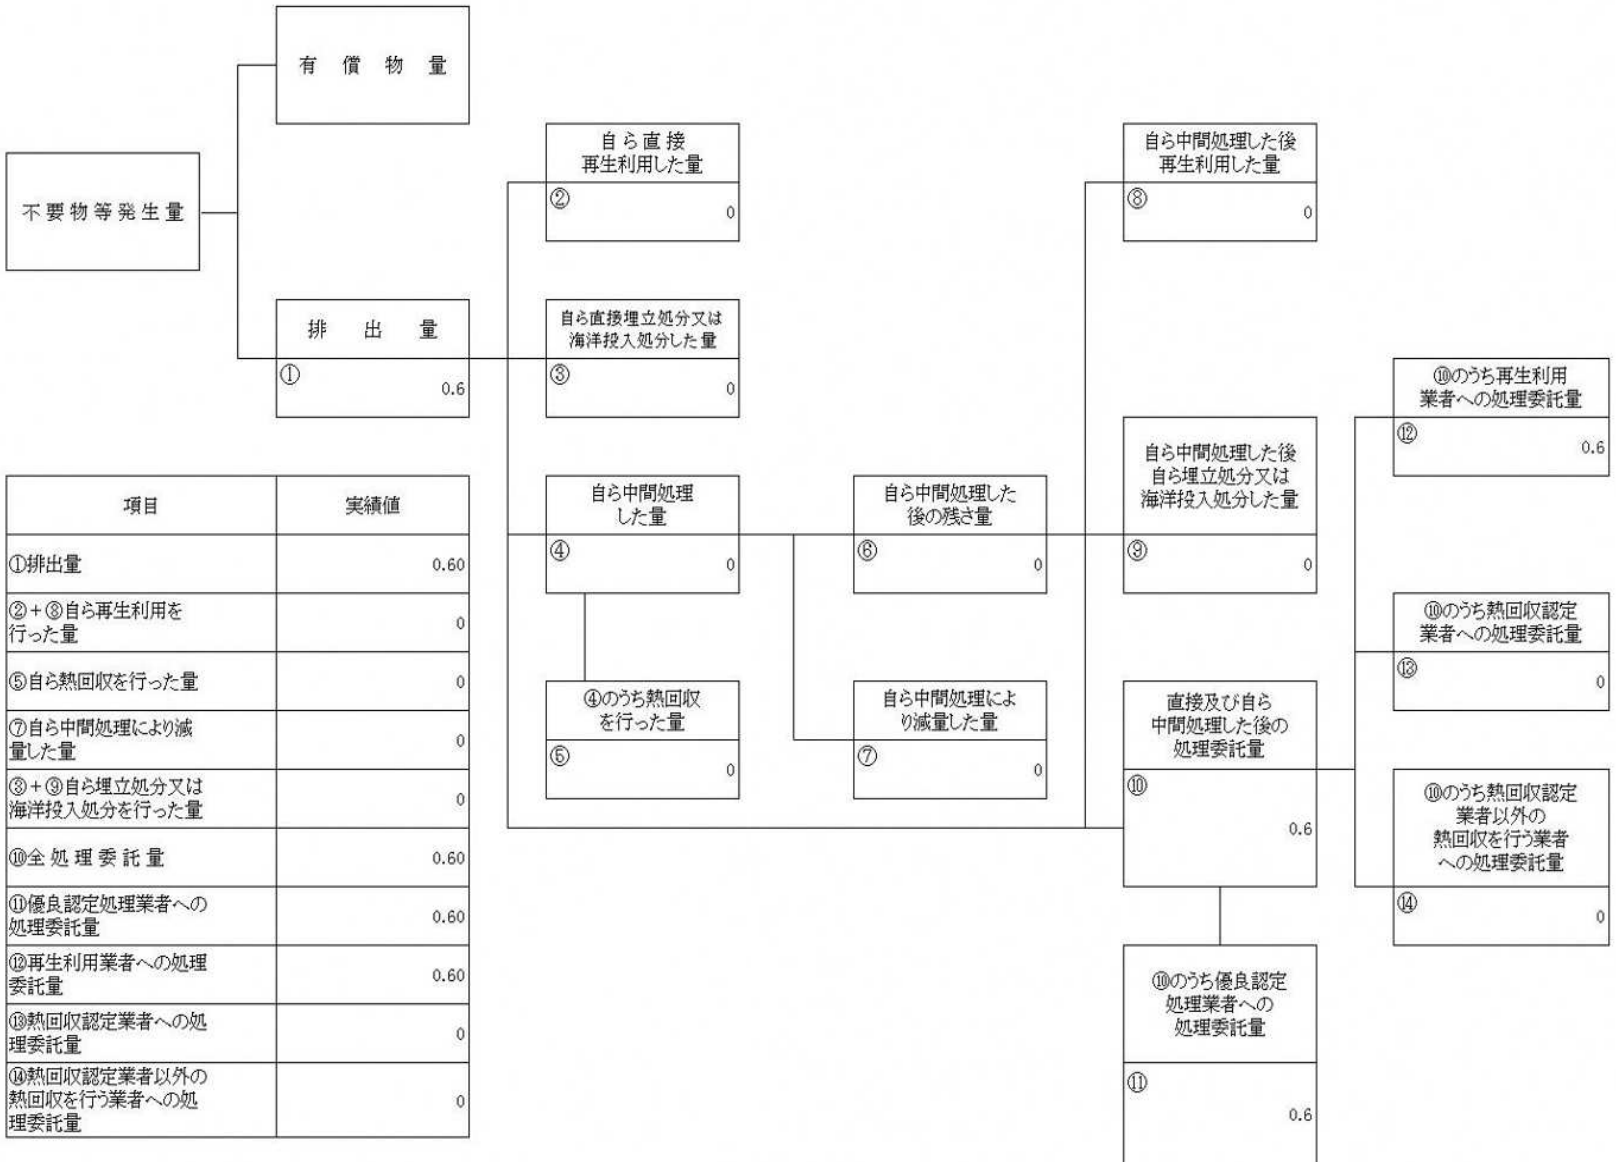 有償物量
不要物等発生量
排出量
①
0.6
自ら直接
再生利用した量
②
0
自ら直接埋立処分又は
海洋投入処分した量
③
0
自ら中間処理
した量
④
0
④のうち熱回収
を行った量
⑤
0
自ら中間処理した
後の残さ量
⑥
0
自ら中間処理によ
り減量した量
⑦
0
自ら中間処理した後
再生利用した量
⑧
0
自ら中間処理した後
自ら埋立処分又は
海洋投入処分した量
⑨
0
直接及び自ら
中間処理した後の
処理委託量
⑩
0.6
⑩のうち優良認定
処理業者への
処理委託量
⑪
0.6
⑩のうち再生利用
業者への処理委託量
⑫
0.6
⑩のうち熱回収認定
業者への処理委託量
⑬
0
⑩のうち熱回収認定
業者以外の
熱回収を行う業者
への処理委託量
⑭
0
項目 実績値
①排出量 0.60
②+⑧自ら再生利用を
行った量
0
⑤自ら熱回収を行った量 0
⑦自ら中間処理により減
量した量
0
③+⑨自ら埋立処分又は
海洋投入処分を行った量
0
⑩全処理委託量 0.60
⑪優良認定処理業者への
処理委託量
0.60
⑫再生利用業者への処理
委託量
0.60
⑬熱回収認定業者への処
理委託量
0
⑭熱回収認定業者以外の
熱回収を行う業者への処
理委託量
0